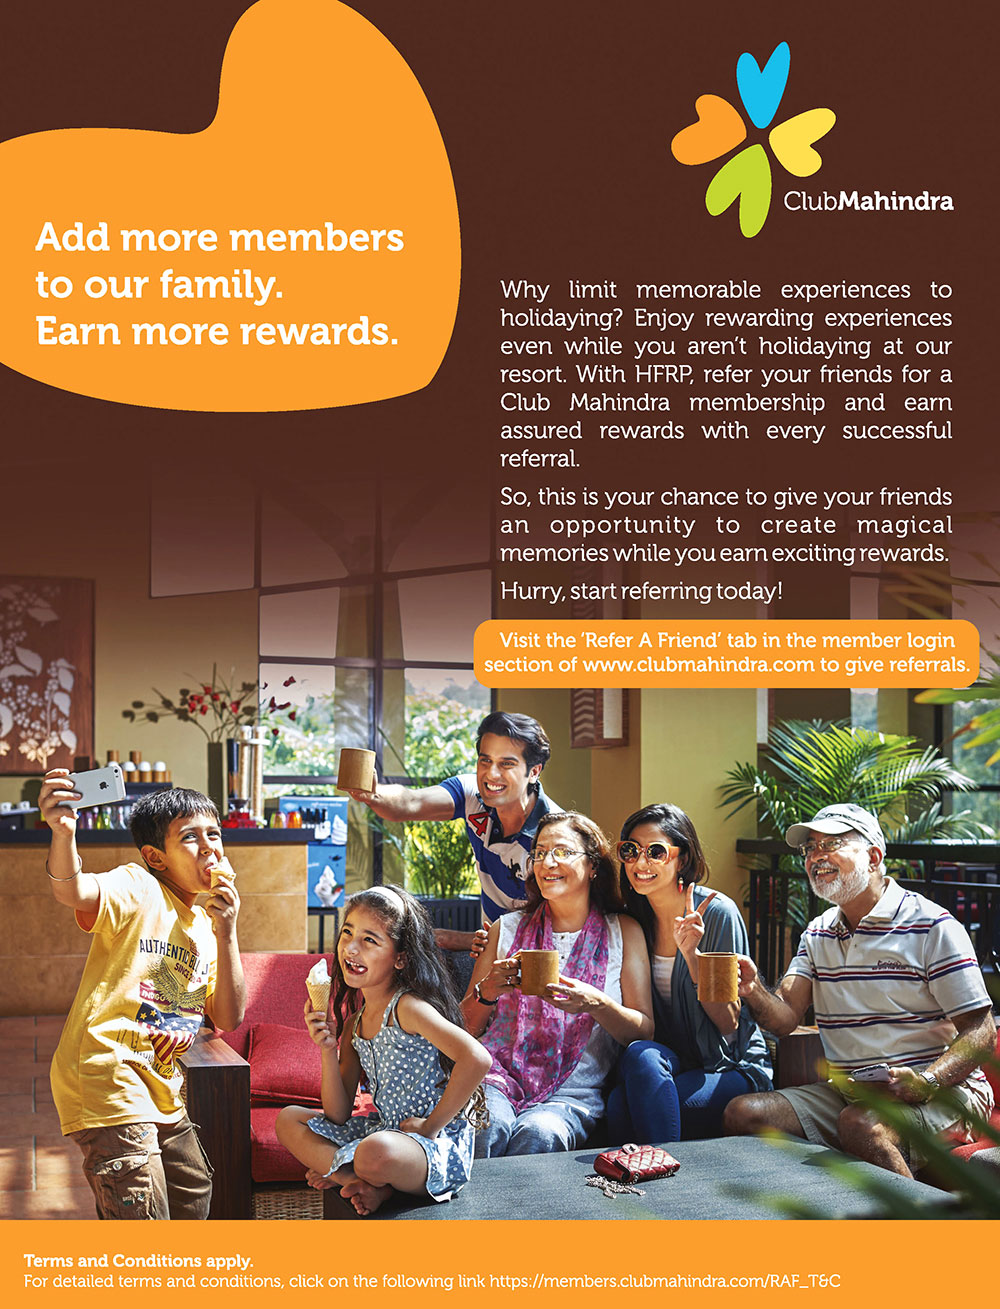 Add more members
to our family.
Earn more rewards.
ClubMahindra
Why limit memorable experiences to
holidaying? Enjoy rewarding experiences
even while you aren't holidaying at our
resort. With HFRP, refer your friends for a
Club Mahindra membership and earn
assured rewards with every successful
referral.
So, this is your chance to give your friends
an opportunity to create magical
memories while you earn exciting rewards.
Hurry, start referring today!
Visit the 'Refer A Friend' tab in the member login
section of www.clubmahindra.com to give referrals.
AUTHENTIC
INDIGO
4
Terms and Conditions apply.
For detailed terms and conditions, click on the following link https://members.clubmahindra.com/RAF_T&C